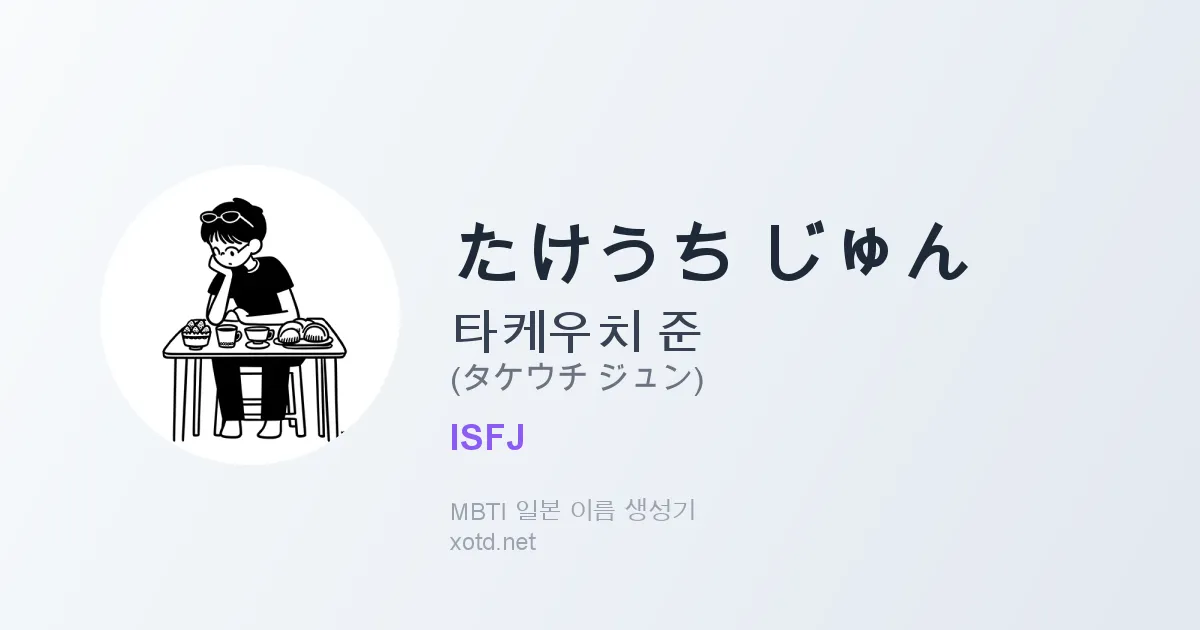 たけうち じゅん
타케우치 준
(タケウチ ジュン)
ISFJ
MBTI 일본 이름 생성기
xotd.net